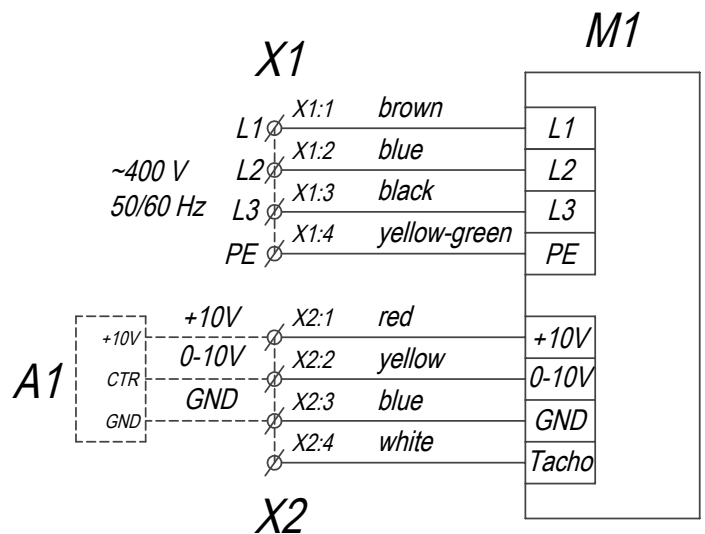 M1
X1
X1:1 brown
L1 L1
X1:2 blue
~400 V L2 L2
X1:3 black
50/60 Hz L3 L3
X1:4 yellow-green
PE PE
+10V X2:1 red
+10V +10V
0-10V X2:2 yellow
A1 CTR 0-10V
GND X2:3 blue
GND GND
X2:4 white
Tacho
X2